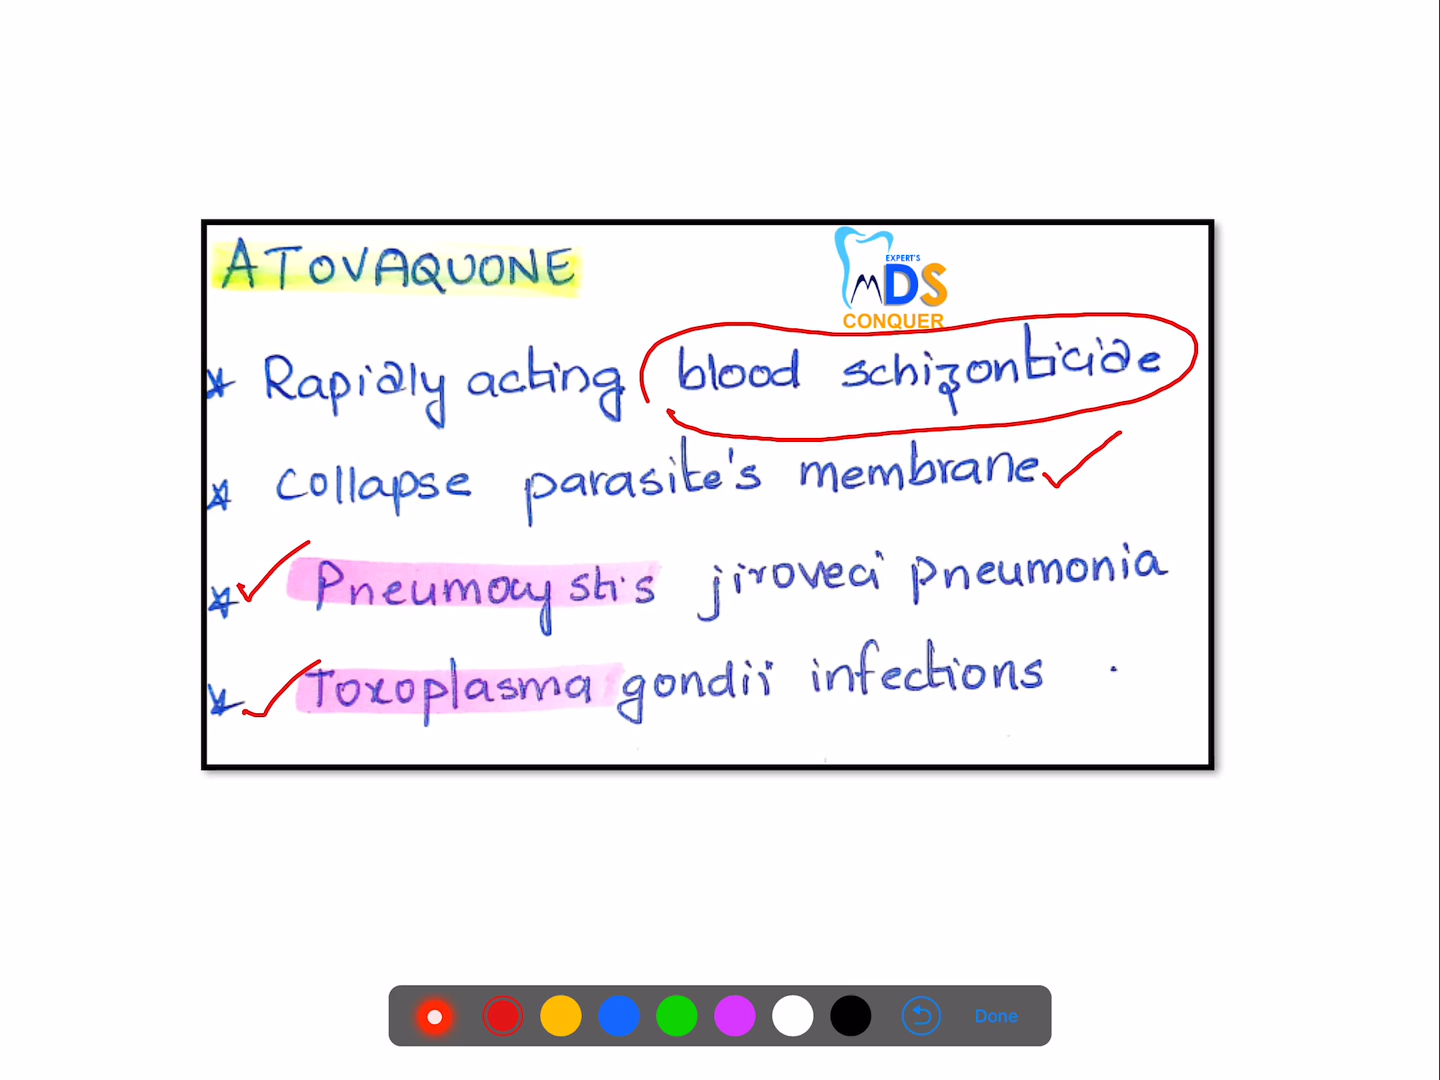 ATOVAQUONE
EXPERT'S
MDS
CONQUER
Rapidly acting blood schizonticide
Collapse parasite's membrane
Pneumocystis jiroveci pneumonia
Toxoplasma gondii infections .
Done